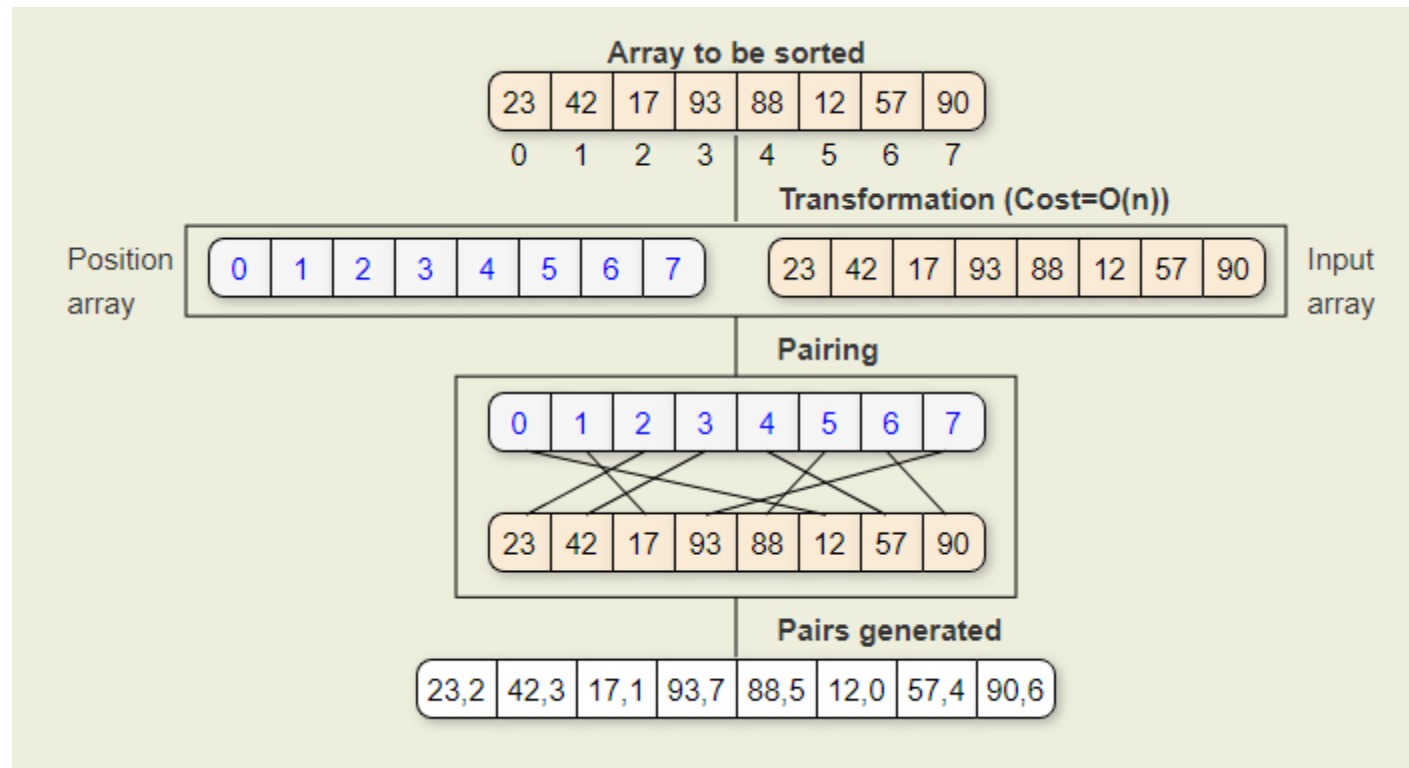 Array to be sorted
23 42 17 93 88 12 57 90
0 1 2 3 4 5 6 7
Transformation (Cost=O(n))
Position
array
0 1 2 3 4 5 6 7
23 42 17 93 88 12 57 90
Input
array
Pairing
0 1 2 3 4 5 6 7
23 42 17 93 88 12 57 90
Pairs generated
23,2 42,3 17,1 93,7 88,5 12,0 57,4 90,6